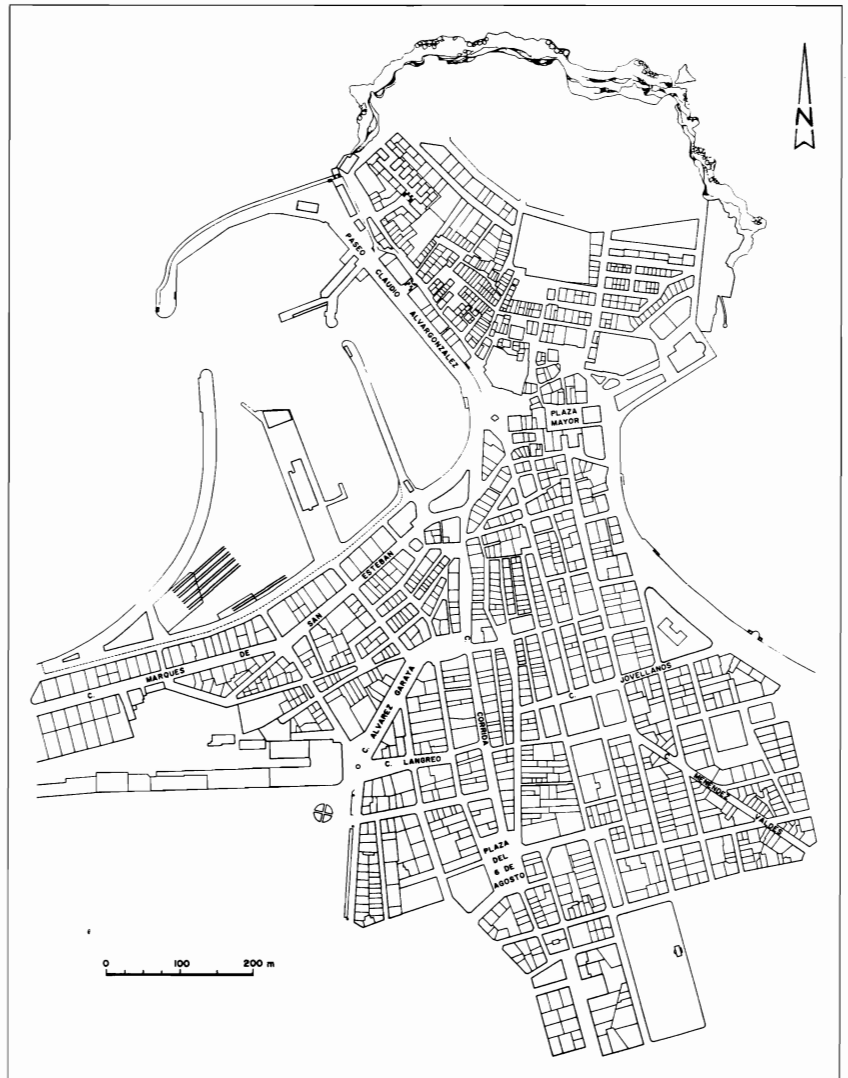 N
PASEO CLAUDIO ALVARGONZALEZ
PLAZA
MAYOR
C. MARQUES DE SAN ESTEBAN
C. ALVAREZ GARAYA
C. CORRIDA
C. JOVELLANOS
C. LANGREO
C. MENENDEZ VALDES
PLAZA
DEL
6 DE
AGOSTO
0 100 200 m